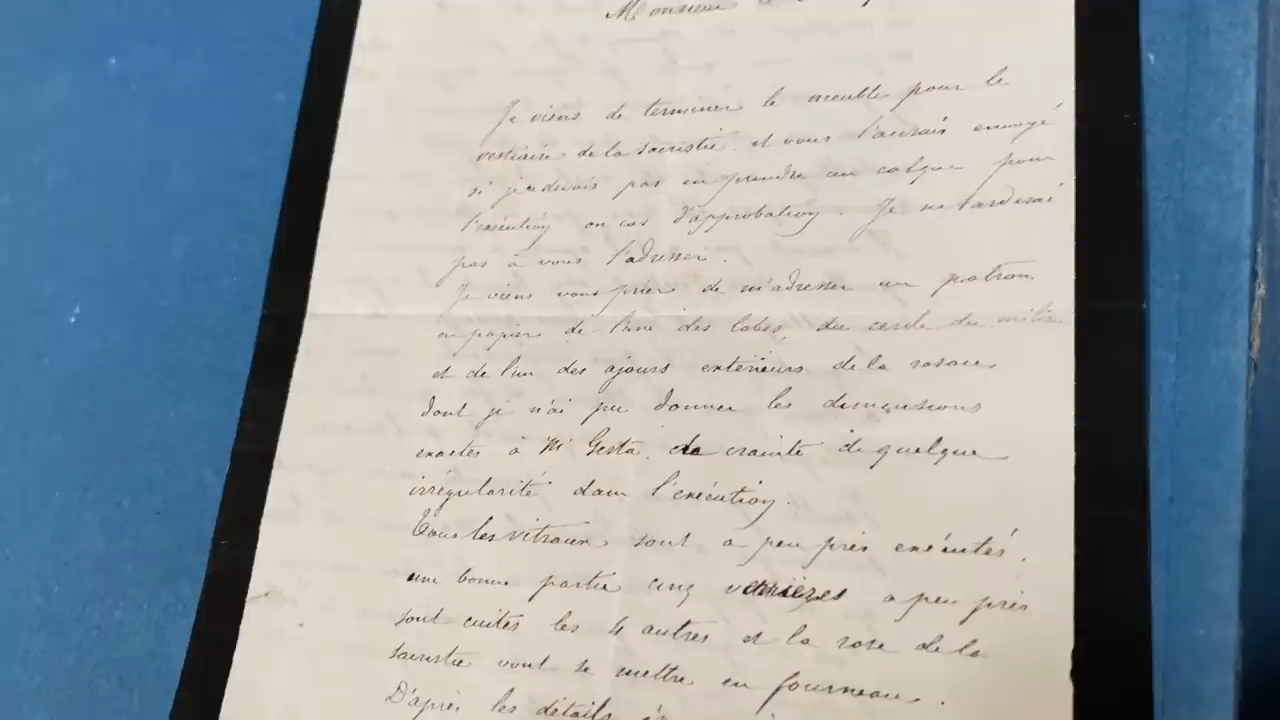 Monsieur
Je viens de terminer le meuble pour le
vestiaire de la sacristie et vous l'aurais envoyé
si je devais pas en prendre un calque pour
l'exécution en cas d'approbation. Je ne tarderai
pas à vous l'adresser.
Je viens vous prier de m'adresser un patron
en papier de l'une des lobes, du cercle du milieu
et de l'un des ajours extérieurs de la rosace
dont je n'ai pu donner les dimensions
exactes à Mr Gesta, de crainte de quelque
irrégularité dans l'exécution.
Tous les vitraux sont a peu près exécutés,
une bonne partie cinq verrières a peu près
sont cuites les 4 autres et la rose de la
sacristie vont se mettre en fourneau.
D'après les détails